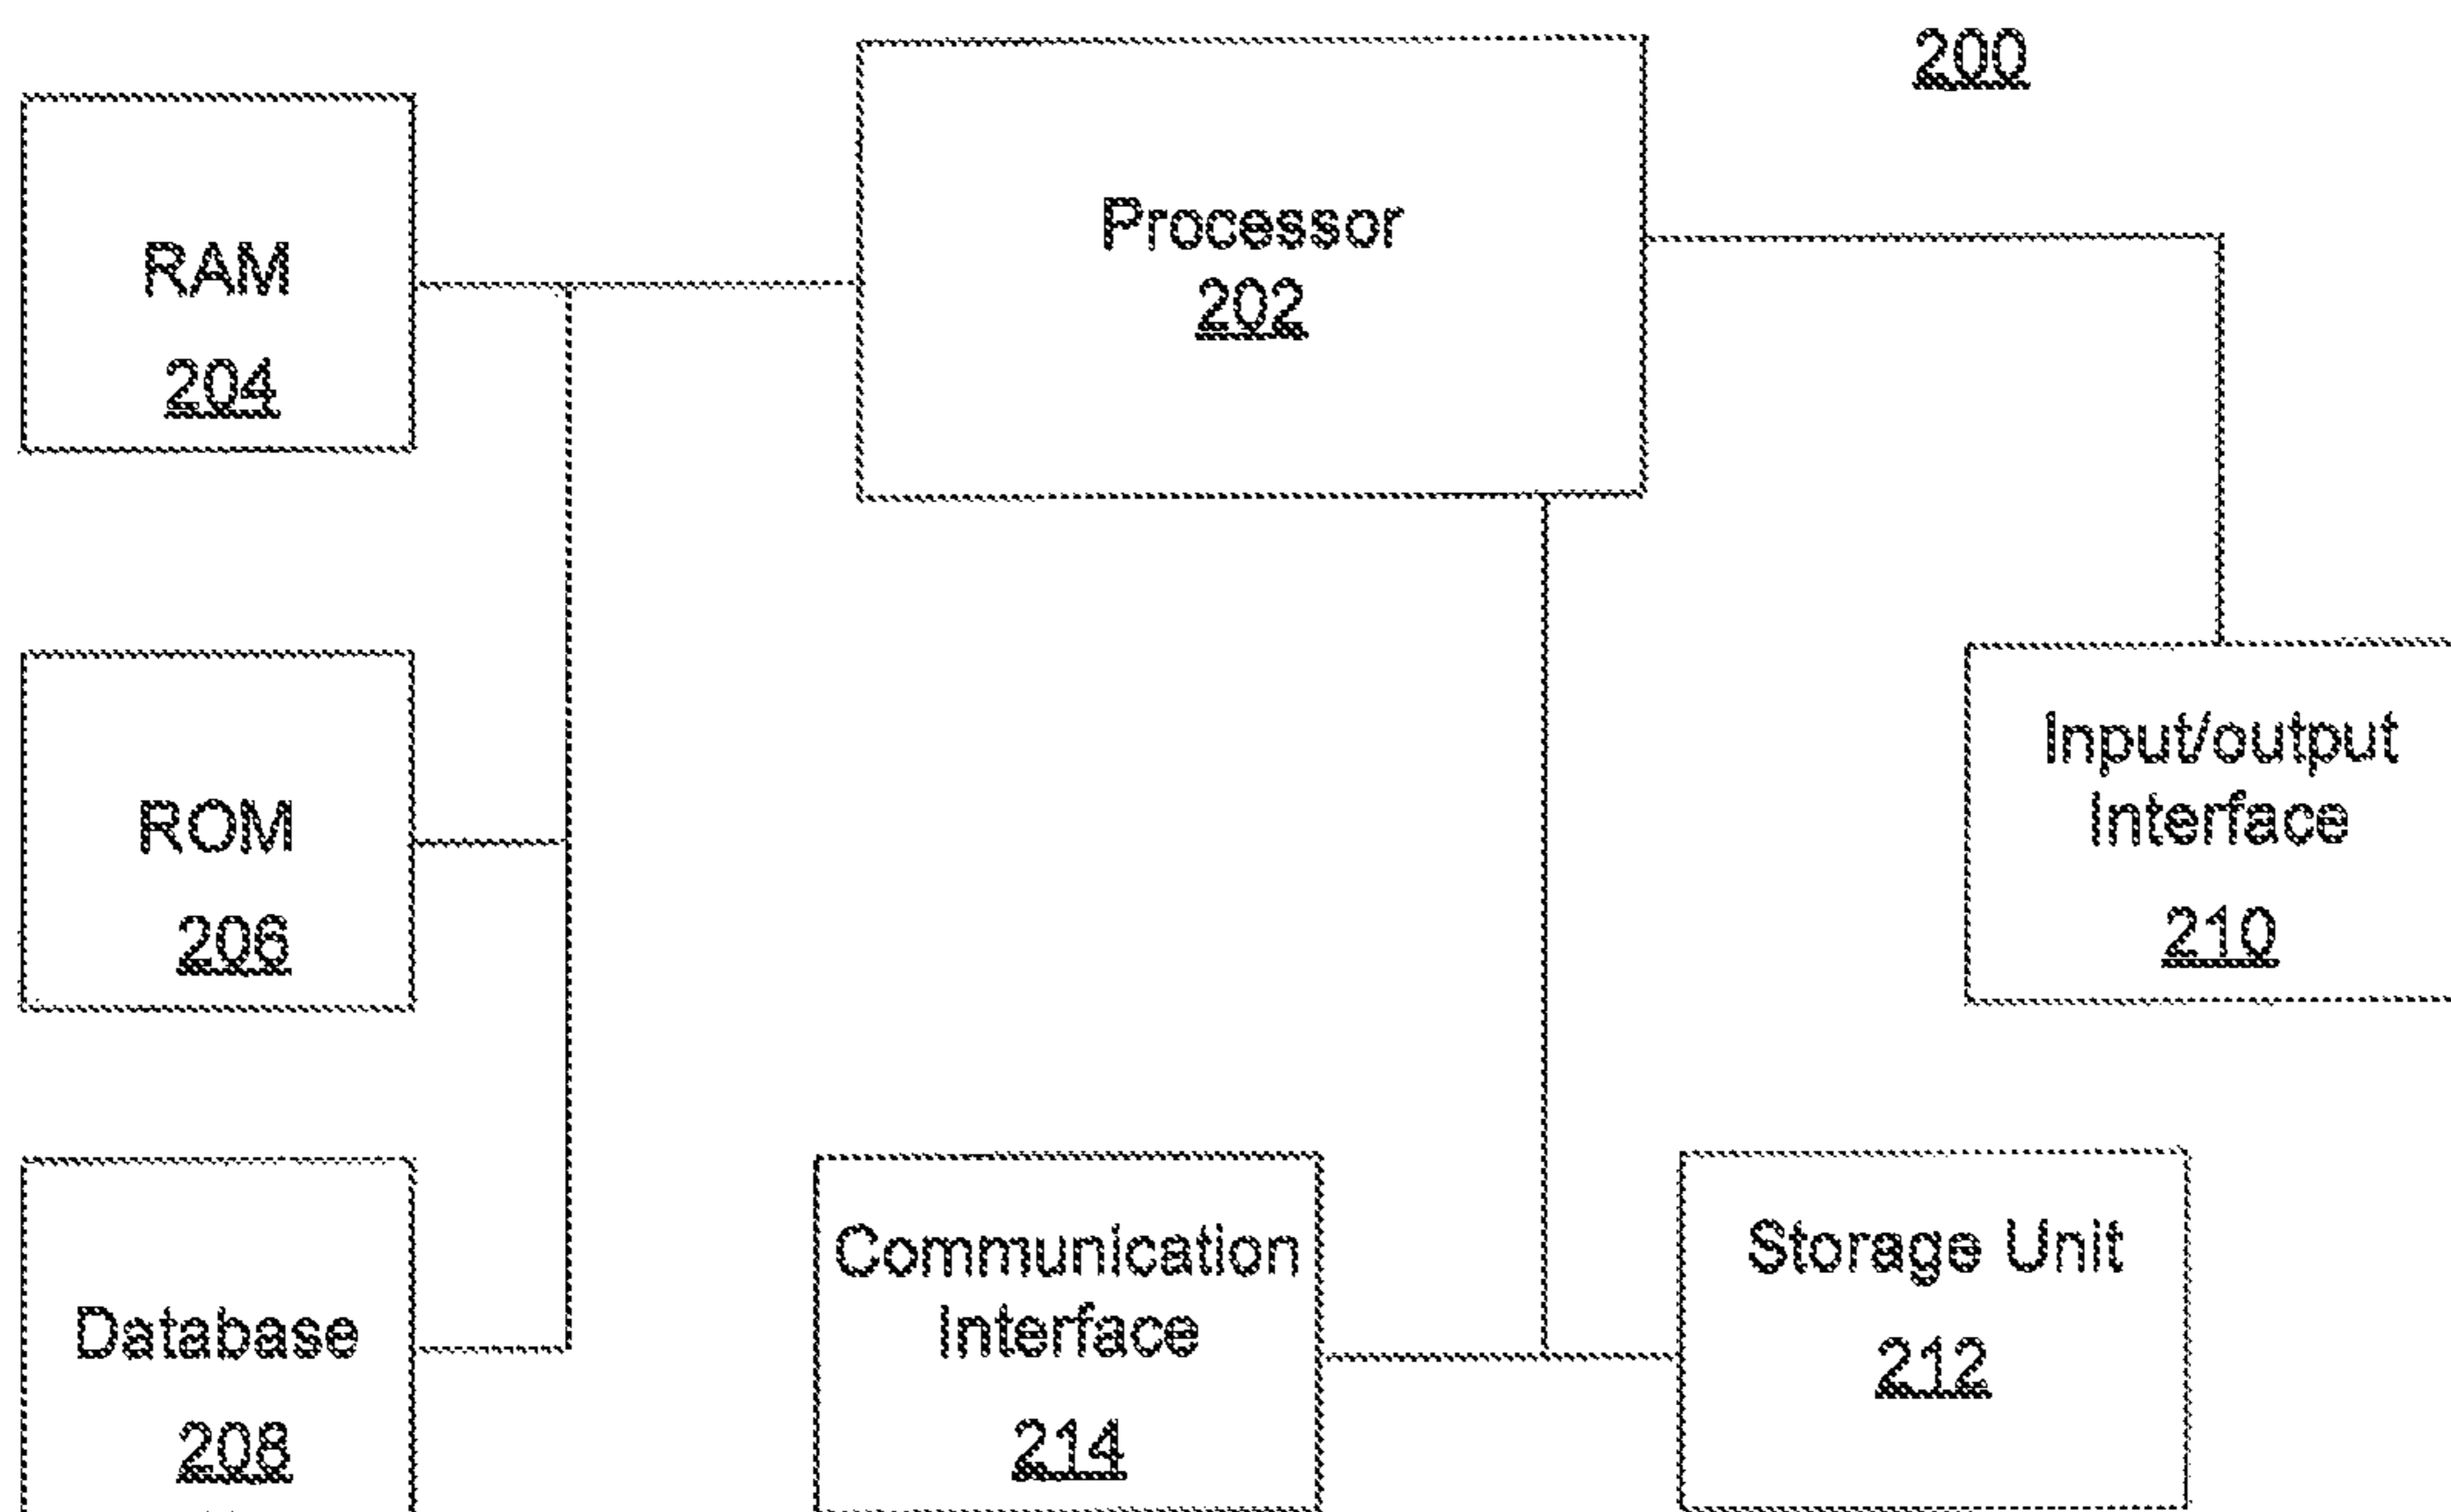 200
Processor
202
RAM
204
ROM
206
Input/output
Interface
210
Database
208
Communication
Interface
214
Storage Unit
212